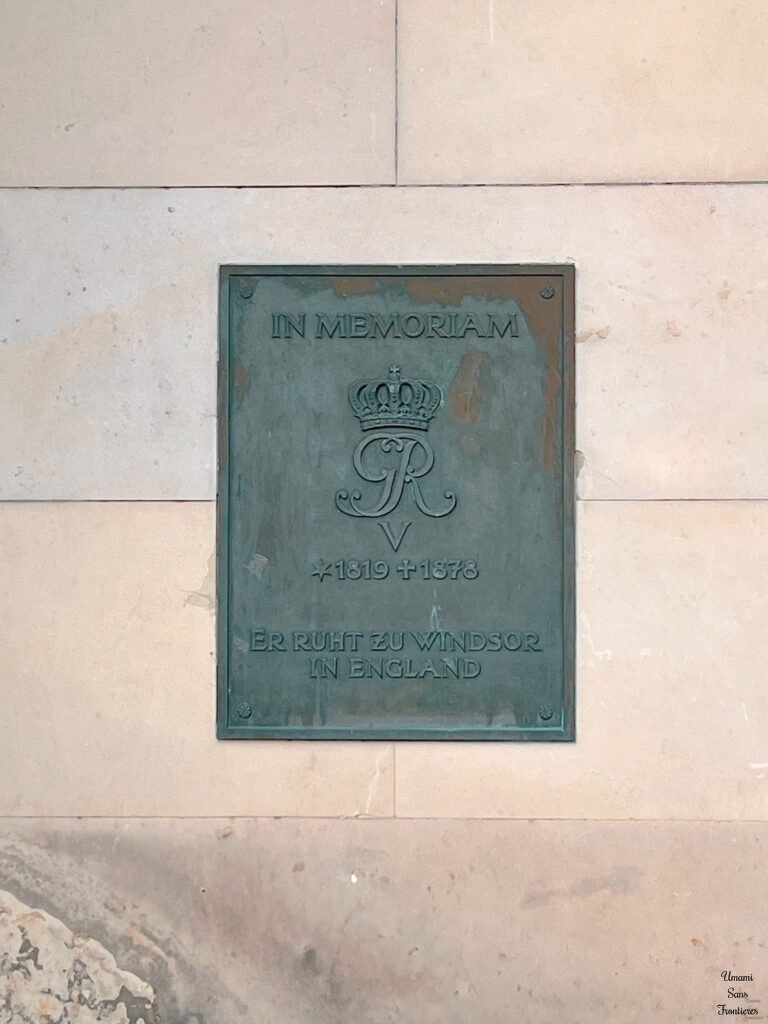 IN MEMORIAM
GR
V
*1819 ✝1878
ER RUHT ZU WINDSOR
IN ENGLAND
Umami
Sans
Frontieres